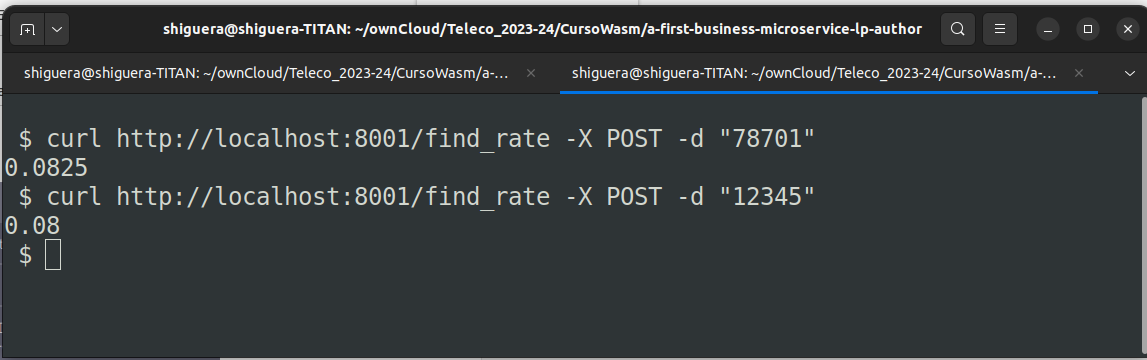 shiguera@shiguera-TITAN: ~/ownCloud/Teleco_2023-24/CursoWasm/a-first-business-microservice-lp-author
shiguera@shiguera-TITAN: ~/ownCloud/Teleco_2023-24/CursoWasm/a-...
shiguera@shiguera-TITAN: ~/ownCloud/Teleco_2023-24/CursoWasm/a-...
$ curl http://localhost:8001/find_rate -X POST -d "78701"
0.0825
$ curl http://localhost:8001/find_rate -X POST -d "12345"
0.08
$